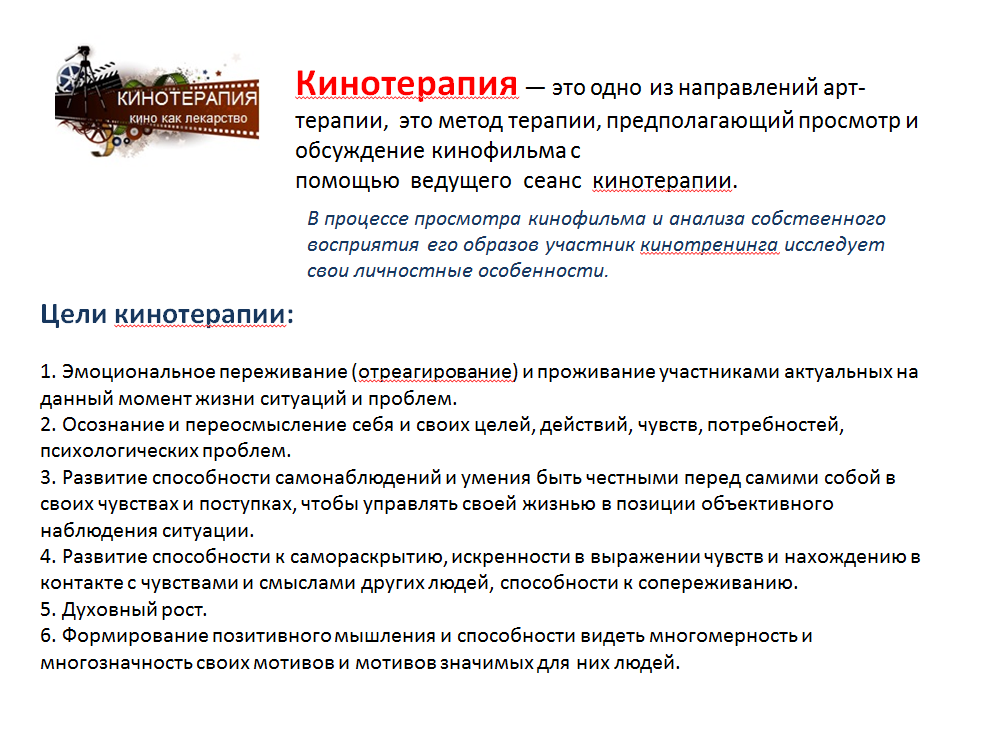 КИНОТЕРАПИЯ
кино как лекарство
Кинотерапия — это одно из направлений арт-
терапии, это метод терапии, предполагающий просмотр и
обсуждение кинофильма с
помощью ведущего сеанс кинотерапии.
В процессе просмотра кинофильма и анализа собственного
восприятия его образов участник кинотренинга исследует
свои личностные особенности.
Цели кинотерапии:
1. Эмоциональное переживание (отреагирование) и проживание участниками актуальных на
данный момент жизни ситуаций и проблем.
2. Осознание и переосмысление себя и своих целей, действий, чувств, потребностей,
психологических проблем.
3. Развитие способности самонаблюдений и умения быть честными перед самими собой в
своих чувствах и поступках, чтобы управлять своей жизнью в позиции объективного
наблюдения ситуации.
4. Развитие способности к самораскрытию, искренности в выражении чувств и нахождению в
контакте с чувствами и смыслами других людей, способности к сопереживанию.
5. Духовный рост.
6. Формирование позитивного мышления и способности видеть многомерность и
многозначность своих мотивов и мотивов значимых для них людей.